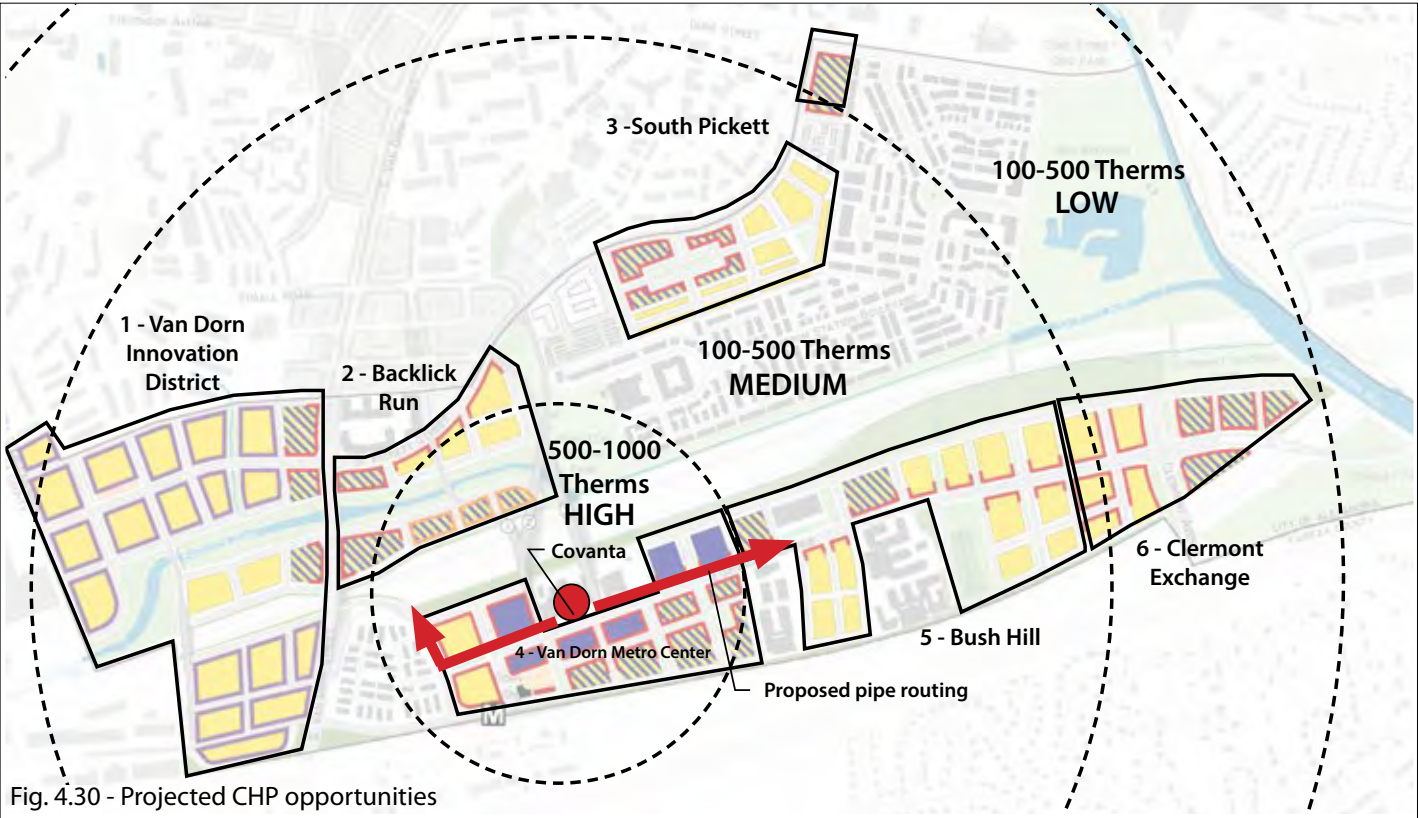 3 -South Pickett
100-500 Therms
LOW
1 - Van Dorn
Innovation
District
2 - Backlick
Run
100-500 Therms
MEDIUM
500-1000
Therms
HIGH
Covanta
4 - Van Dorn Metro Center
6 - Clermont
Exchange
5 - Bush Hill
Proposed pipe routing
M
Fig. 4.30 - Projected CHP opportunities